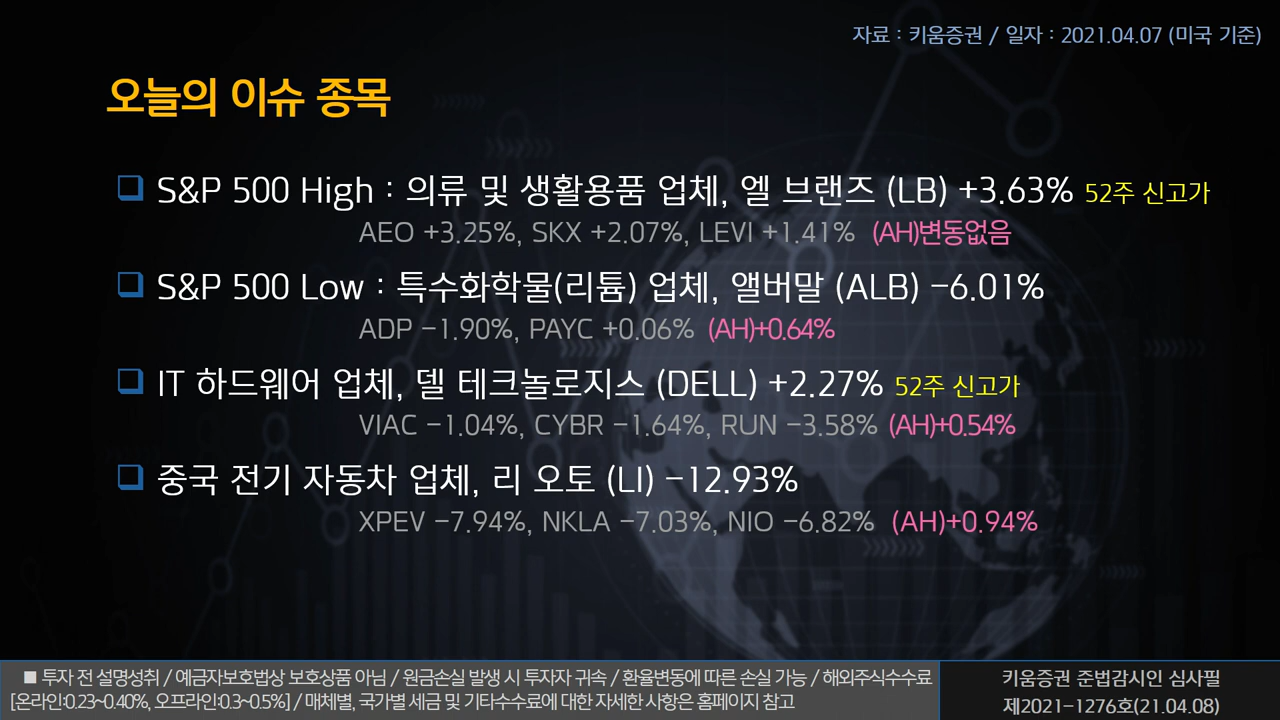 자료 : 키움증권 / 일자 : 2021.04.07 (미국 기준)
오늘의 이슈 종목
❑ S&P 500 High : 의류 및 생활용품 업체, 엘 브랜즈 (LB) +3.63% 52주 신고가
AEO +3.25%, SKX +2.07%, LEVI +1.41% (AH)변동없음
❑ S&P 500 Low : 특수화학물(리튬) 업체, 앨버말 (ALB) −6.01%
ADP −1.90%, PAYC +0.06% (AH)+0.64%
❑ IT 하드웨어 업체, 델 테크놀로지스 (DELL) +2.27% 52주 신고가
VIAC −1.04%, CYBR −1.64%, RUN −3.58% (AH)+0.54%
❑ 중국 전기 자동차 업체, 리 오토 (LI) −12.93%
XPEV −7.94%, NKLA −7.03%, NIO −6.82% (AH)+0.94%
■ 투자 전 설명성취 / 예금자보호법상 보호상품 아님 / 원금손실 발생 시 투자자 귀속 / 환율변동에 따른 손실 가능 / 해외주식수수료
[온라인:0.23~0.40%, 오프라인:0.3~0.5%] / 매체별, 국가별 세금 및 기타수수료에 대한 자세한 사항은 홈페이지 참고
키움증권 준법감시인 심사필
제2021-1276호(21.04.08)